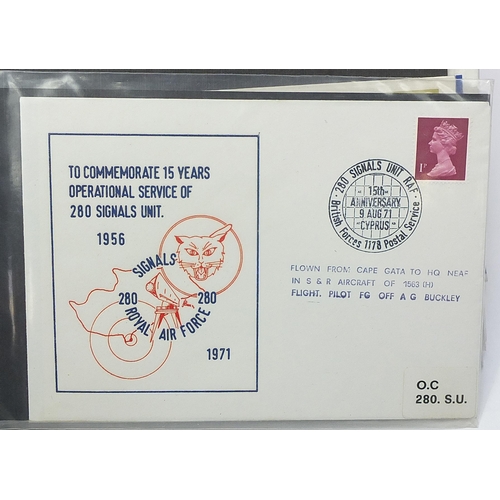 TO COMMEMORATE 15 YEARS
OPERATIONAL SERVICE OF
280 SIGNALS UNIT.
1956
SIGNALS
280 280
ROYAL AIR FORCE
1971
1P
· 280 SIGNALS UNIT RAF ·
15th
ANNIVERSARY
9 AUG 71
"CYPRUS"
British Forces 1178 Postal Service
FLOWN FROM CAPE GATA TO HQ NEAF
IN S & R AIRCRAFT OF 1563 (H)
FLIGHT. PILOT FG OFF A G BUCKLEY
O.C
280. S.U.